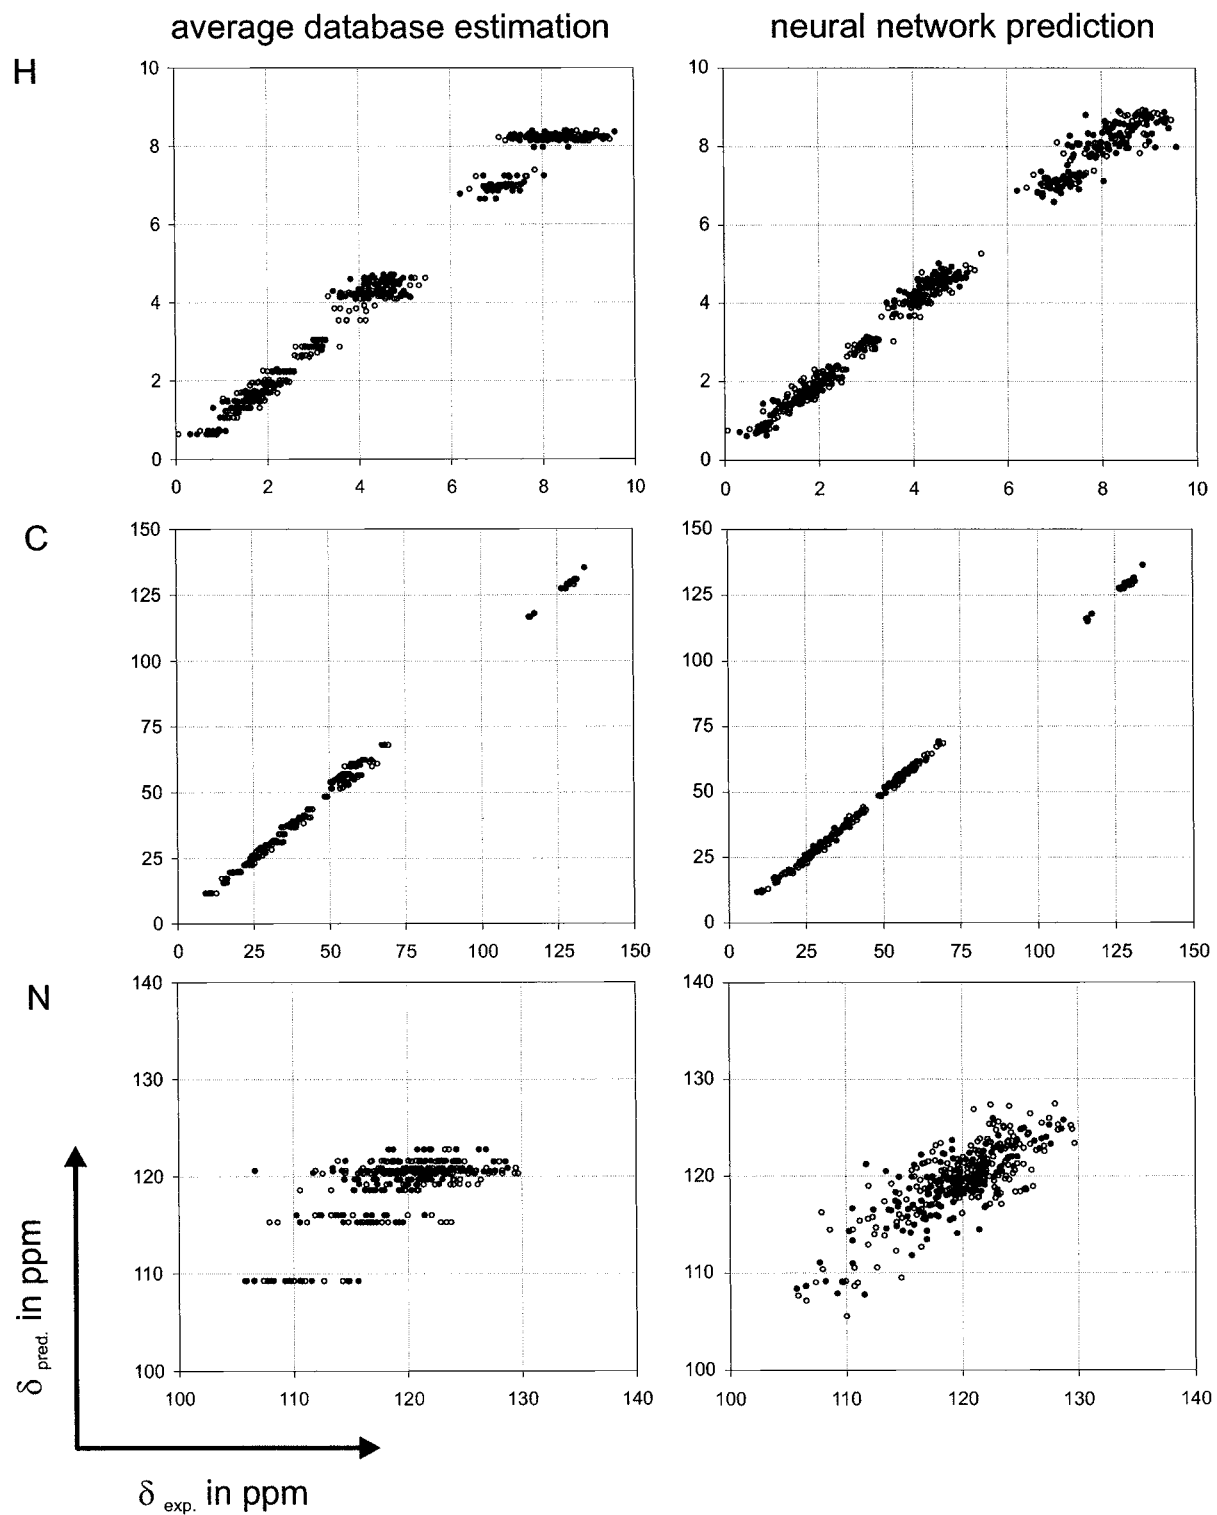 average database estimation
neural network prediction
H
10
8
6
4
2
0
0 2 4 6 8 10
10
8
6
4
2
0
0 2 4 6 8 10
C
150
125
100
75
50
25
0
0 25 50 75 100 125 150
150
125
100
75
50
25
0
0 25 50 75 100 125 150
N
140
130
120
110
100
100 110 120 130 140
140
130
120
110
100
100 110 120 130 140
δ pred. in ppm
δ exp. in ppm